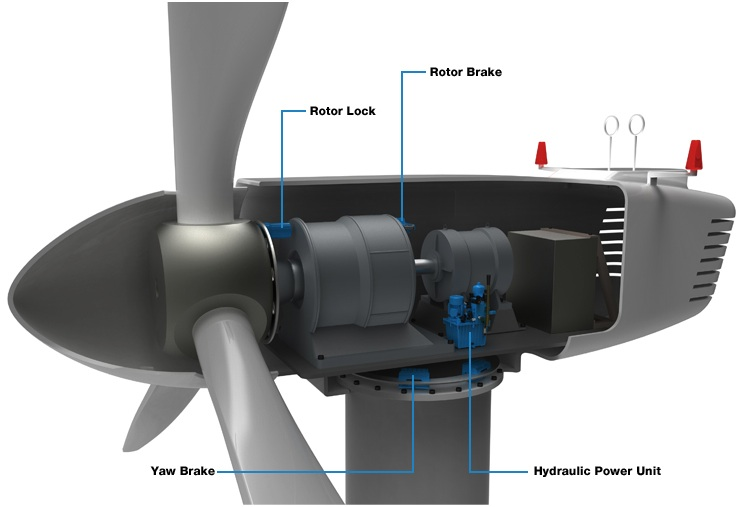 Rotor Brake
Rotor Lock
Yaw Brake
Hydraulic Power Unit